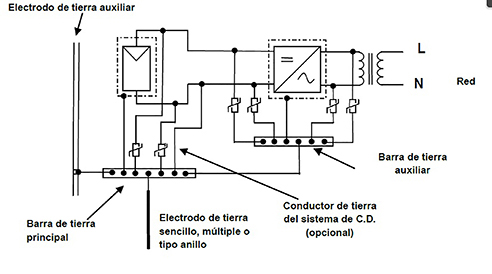 Electrodo de tierra auxiliar
L
N
Red
Barra de tierra
auxiliar
Barra de tierra
principal
Electrodo de tierra
sencillo, múltiple o
tipo anillo
Conductor de tierra
del sistema de C.D.
(opcional)